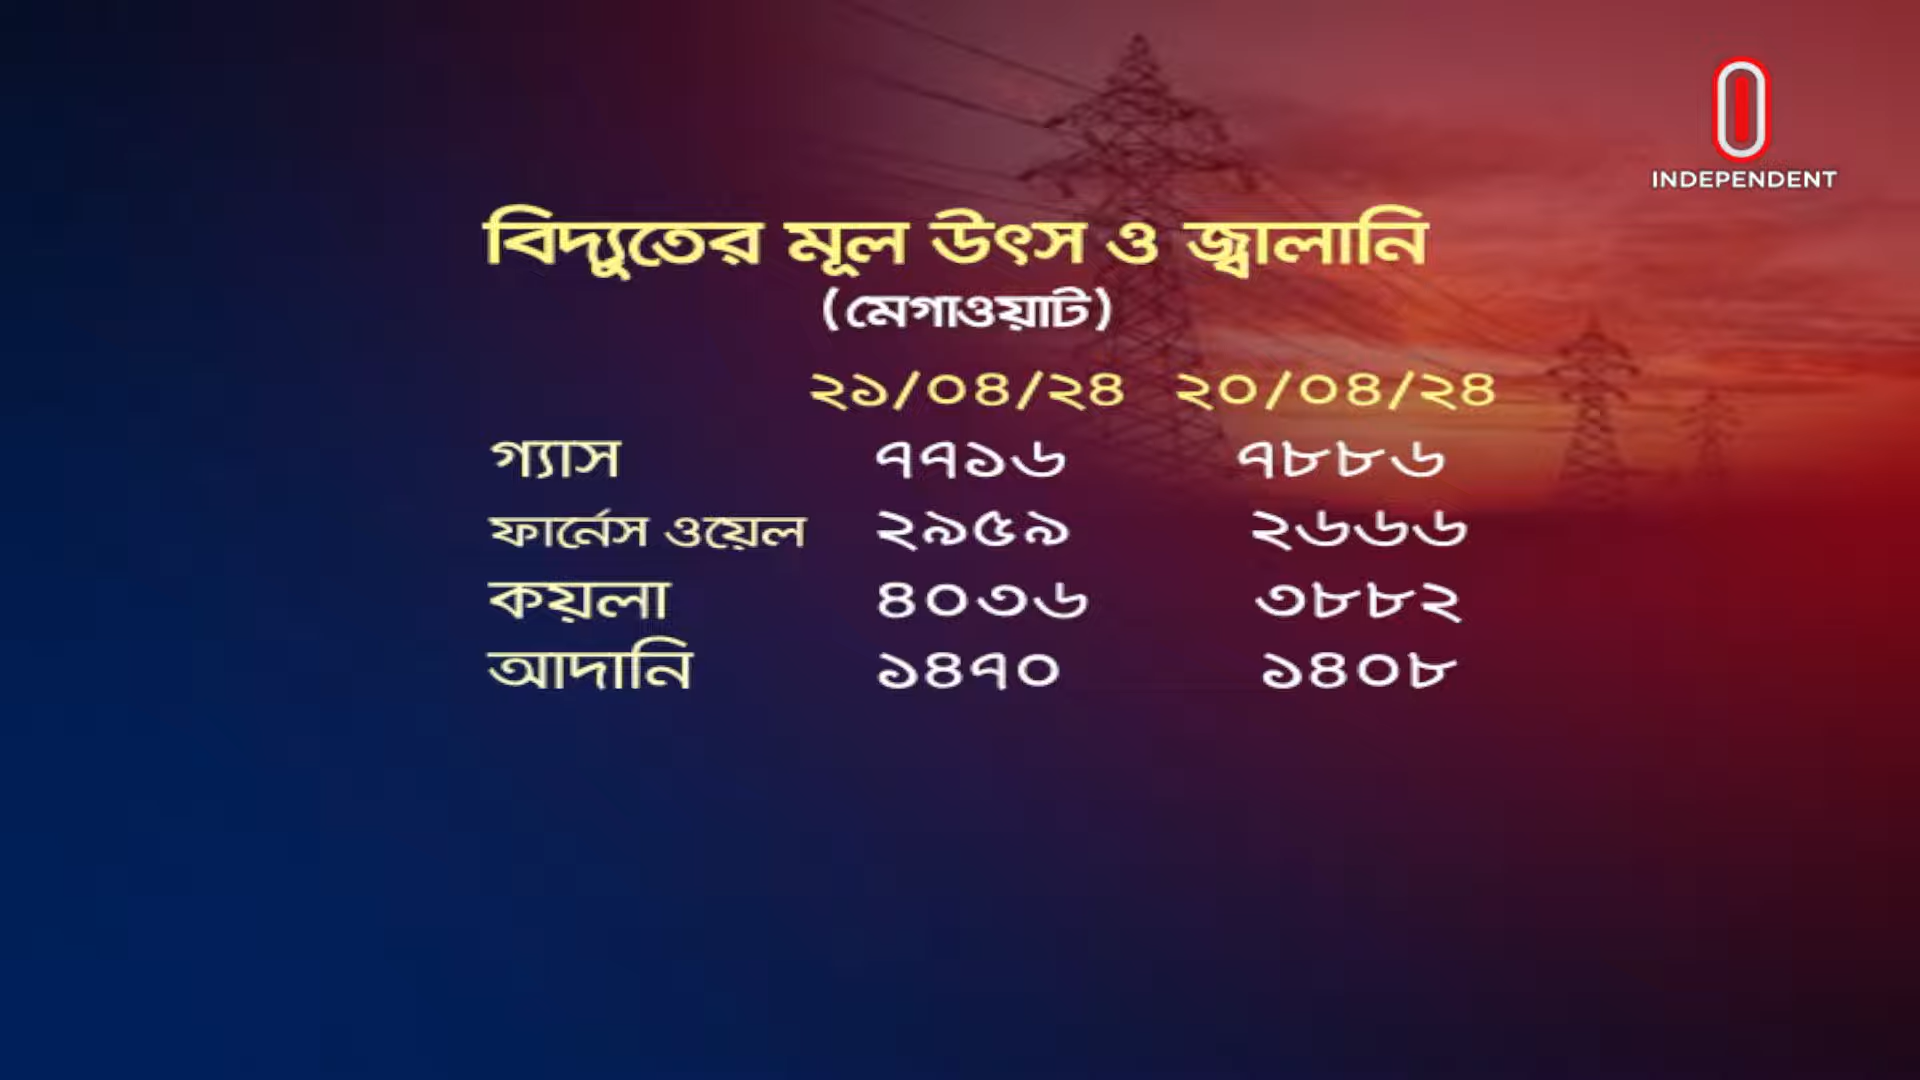 INDEPENDENT
বিদ্যুতের মূল উৎস ও জ্বালানি
(মেগাওয়াট)
২১/০৪/২৪ ২০/০৪/২৪
গ্যাস ৭৭১৬ ৭৮৮৬
ফার্নেস ওয়েল ২৯৫৯ ২৬৬৬
কয়লা ৪০৩৬ ৩৮৮২
আদানি ১৪৭০ ১৪০৮